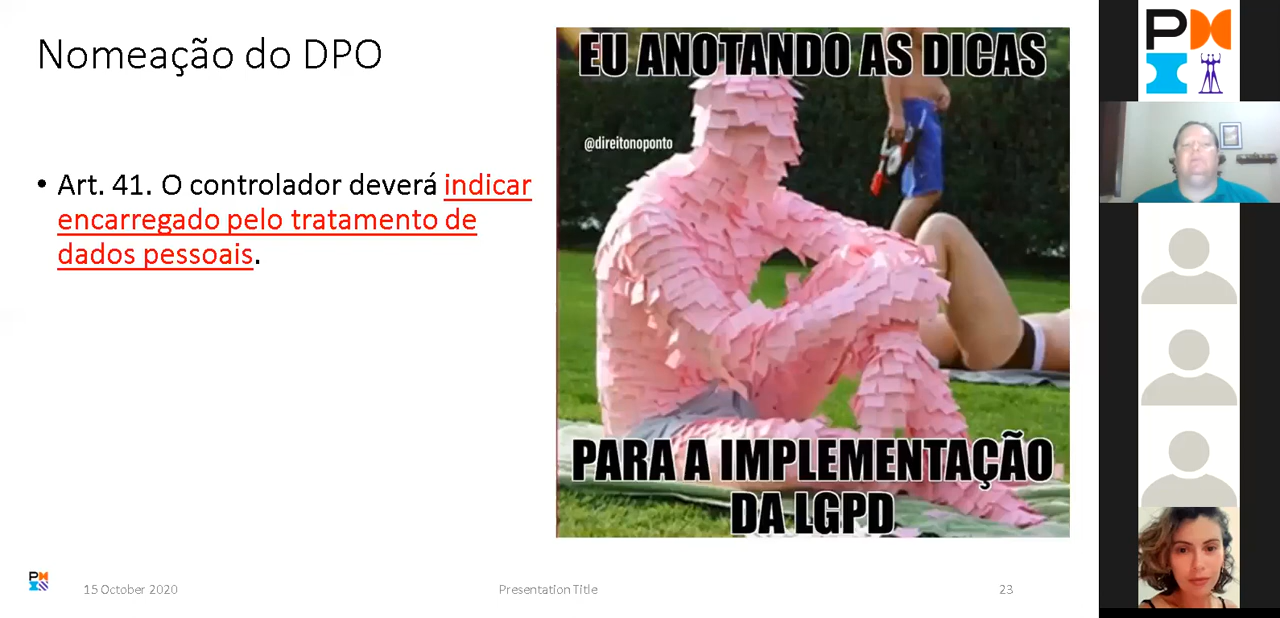 Nomeação do DPO
• Art. 41. O controlador deverá indicar
encarregado pelo tratamento de
dados pessoais.
EU ANOTANDO AS DICAS
@direitonoponto
PARA A IMPLEMENTAÇÃO
DA LGPD
15 October 2020
Presentation Title
23